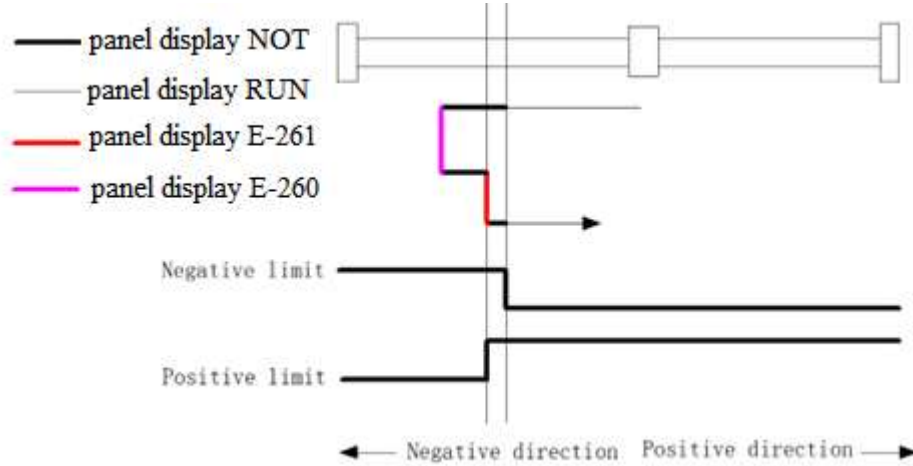 panel display NOT
panel display RUN
panel display E-261
panel display E-260
Negative limit
Positive limit
Negative direction Positive direction